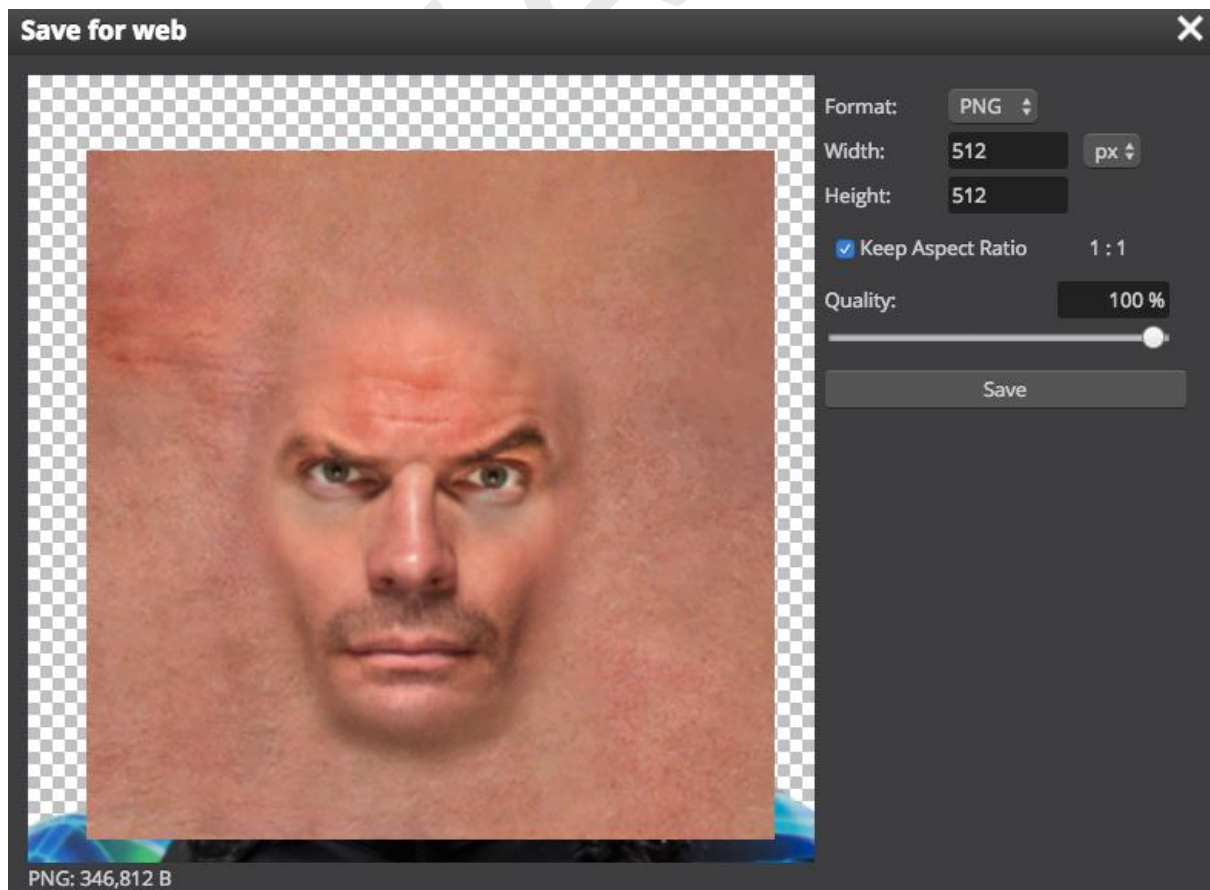 Save for web
Format: PNG
Width: 512 px
Height: 512
Keep Aspect Ratio 1 : 1
Quality: 100 %
Save
PNG: 346,812 B